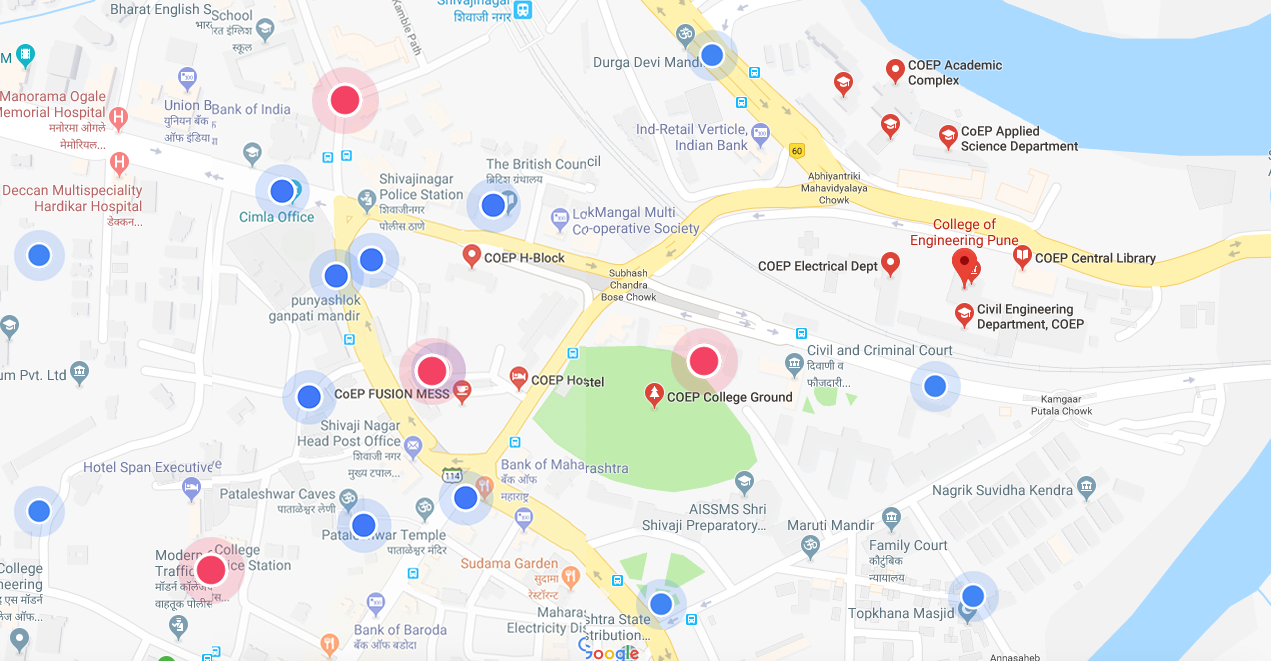 Bharat English S
School
भार
रत इंग्लिश
स्कूल
Kamble Path
Shivajinagar
शिवाजी नगर
M
Durga Devi Mandi
COEP Academic
Complex
Manorama Ogale
Memorial Hospital
मनोरमा ओगले
मेमोरियल...
Union B
Bank of India
युनियन बँक
ऑफ इंडिया
Ind-Retail Verticle,
Indian Bank
60
CoEP Applied
Science Department
Abhiyantriki
Mahavidyalaya
Chowk
Deccan Multispeciality
Hardikar Hospital
डेक्कन...
Shivajinagar
Police Station
शिवाजीनगर
पोलीस ठाणे
The British Council
ब्रिटिश ग्रंथालय
Cimla Office
LokMangal Multi
Co-operative Society
College of
Engineering Pune
COEP H-Block
COEP Electrical Dept
COEP Central Library
Subhash
Chandra
Bose Chowk
punyashlok
ganpati mandir
Civil Engineering
Department, COEP
Civil and Criminal Court
दिवाणी व
फौजदारी...
um Pvt. Ltd
CoEP FUSION MESS
COEP Hostel
COEP College Ground
Kamgaar
Putala Chowk
Shivaji Nagar
Head Post Office
शिवाजी नगर
मुख्य टपाल...
Hotel Span Executive
114
Bank of Maharashtra
बँक ऑफ
महाराष्ट्र
Pataleshwar Caves
पाताळेश्वर लेणी
Nagrik Suvidha Kendra
AISSMS Shri
Shivaji Preparatory...
Maruti Mandir
Pataleshwar Temple
पाताळेश्वर मंदिर
Family Court
कौटुंबिक
न्यायालय
Modern College
Traffic Police Station
मॉडर्न कॉलेज
वाहतूक पोलीस
College
neering
एस मॉडर्न
लेज ऑफ...
Sudama Garden
सुदामा
रेस्टॉरन्ट
Topkhana Masjid
Maharashtra State
Electricity Distribution...
Bank of Baroda
बँक ऑफ बडोदा
Google
Annasaheb